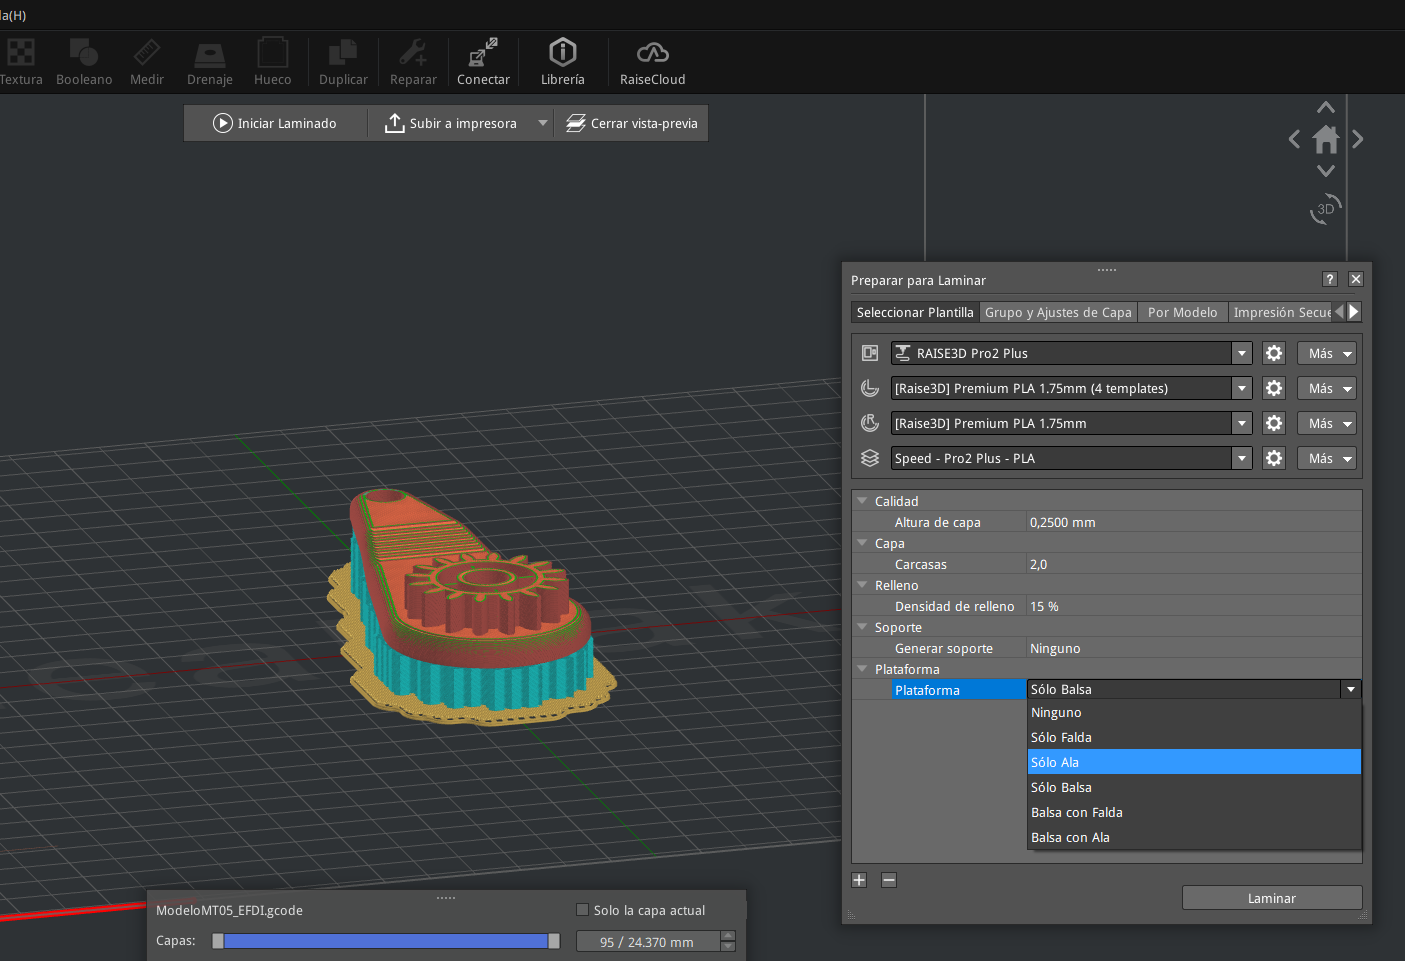 la(H)
Textura Booleano Medir Drenaje Hueco Duplicar Reparar Conectar Librería RaiseCloud
Iniciar Laminado Subir a impresora Cerrar vista-previa
3D
Preparar para Laminar ?
Seleccionar Plantilla Grupo y Ajustes de Capa Por Modelo Impresión Secue
RAISE3D Pro2 Plus Más
L [Raise3D] Premium PLA 1.75mm (4 templates) Más
R [Raise3D] Premium PLA 1.75mm Más
Speed - Pro2 Plus - PLA Más
Calidad
Altura de capa 0,2500 mm
Capa
Carcasas 2,0
Relleno
Densidad de relleno 15 %
Soporte
Generar soporte Ninguno
Plataforma
Plataforma Sólo Balsa
Ninguno
Sólo Falda
Sólo Ala
Sólo Balsa
Balsa con Falda
Balsa con Ala
Laminar
ModeloMT05_EFDI.gcode Solo la capa actual
Capas: 95 / 24.370 mm